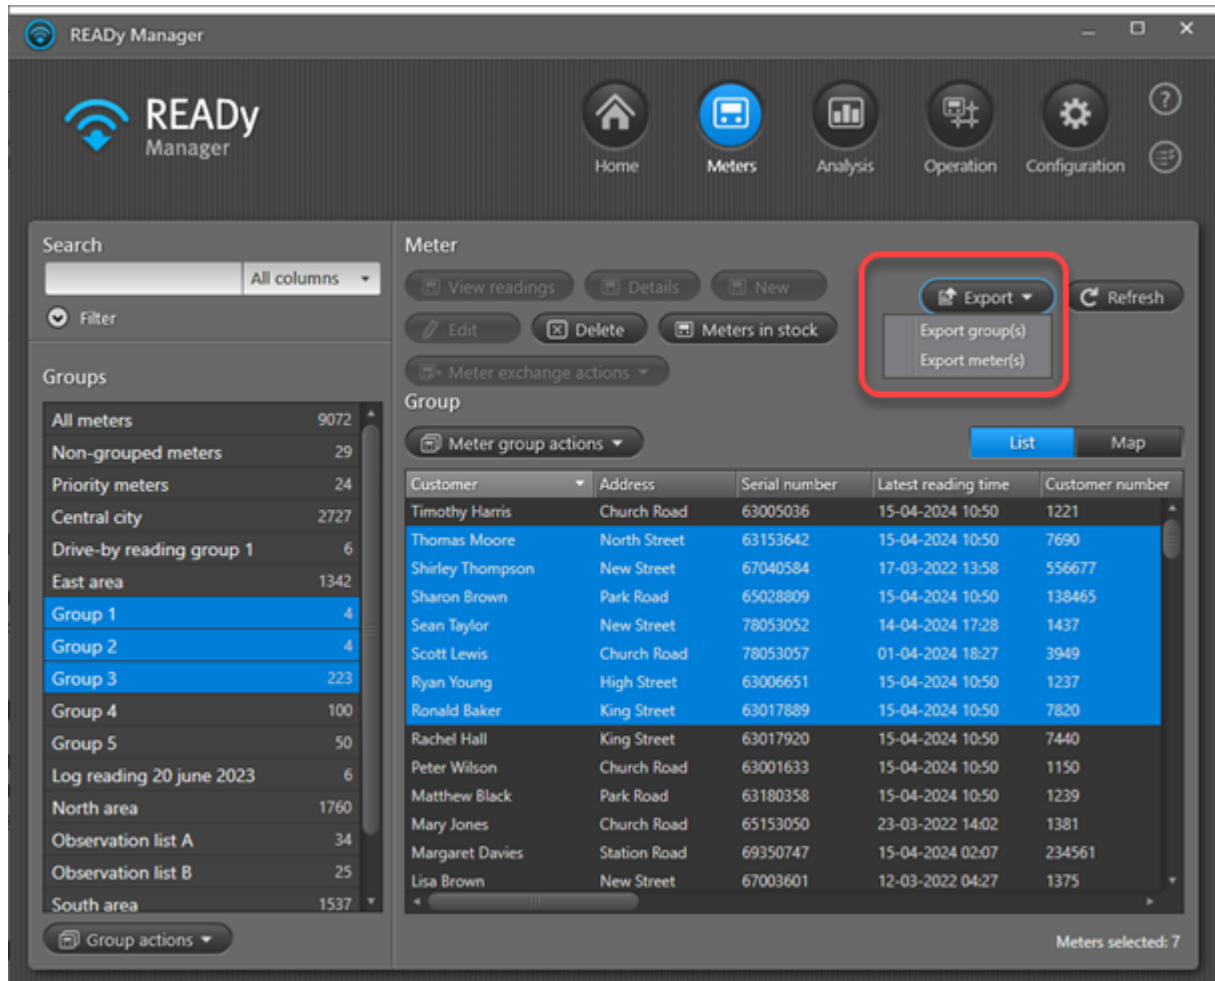 READy Manager
READy
Manager
Home
Meters
Analysis
Operation
Configuration
?
Search
All columns
Filter
Groups
All meters 9072
Non-grouped meters 29
Priority meters 24
Central city 2727
Drive-by reading group 1 6
East area 1342
Group 1 4
Group 2 4
Group 3 223
Group 4 100
Group 5 50
Log reading 20 june 2023 6
North area 1760
Observation list A 34
Observation list B 25
South area 1537
Group actions
Meter
View readings
Details
New
Export
Refresh
Export group(s)
Export meter(s)
Edit
Delete
Meters in stock
Meter exchange actions
Group
Meter group actions
List
Map
Customer Address Serial number Latest reading time Customer number
Timothy Harris Church Road 63005036 15-04-2024 10:50 1221
Thomas Moore North Street 63153642 15-04-2024 10:50 7690
Shirley Thompson New Street 67040584 17-03-2022 13:58 556677
Sharon Brown Park Road 65028809 15-04-2024 10:50 138465
Sean Taylor New Street 78053052 14-04-2024 17:28 1437
Scott Lewis Church Road 78053057 01-04-2024 18:27 3949
Ryan Young High Street 63006651 15-04-2024 10:50 1237
Ronald Baker King Street 63017889 15-04-2024 10:50 7820
Rachel Hall King Street 63017920 15-04-2024 10:50 7440
Peter Wilson Church Road 63001633 15-04-2024 10:50 1150
Matthew Black Park Road 63180358 15-04-2024 10:50 1239
Mary Jones Church Road 65153050 23-03-2022 14:02 1381
Margaret Davies Station Road 69350747 15-04-2024 02:07 234561
Lisa Brown New Street 67003601 12-03-2022 04:27 1375
Meters selected: 7